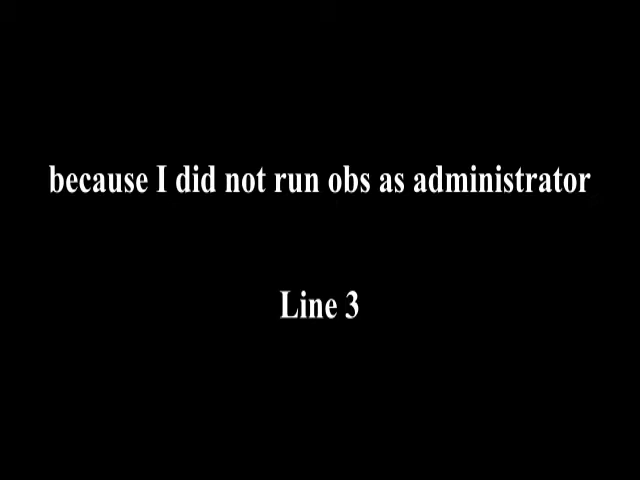 because I did not run obs as administrator
Line 3